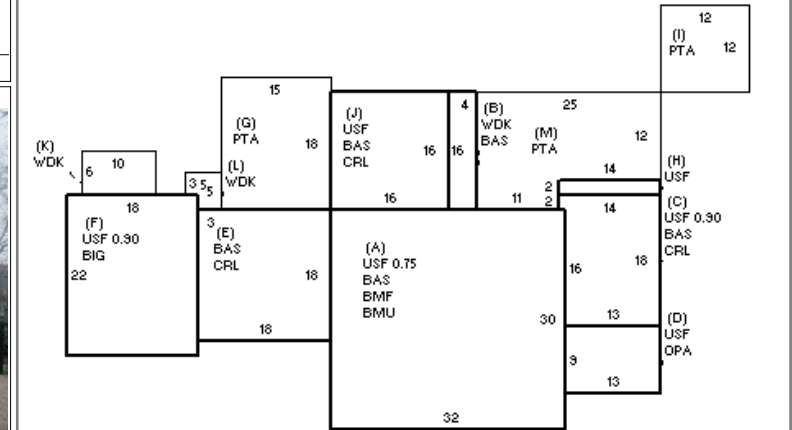 12
(I)
PTA
12
15
(G)
PTA
18
(J)
USF
BAS
CRL
16
16
4
16
(B)
WDK
BAS
25
(M)
PTA
12
11
14
2
2
14
(H)
USF
(C)
USF 0.90
BAS
CRL
18
(K)
WDK
6
10
3
5
5
(L)
WDK
18
(F)
USF 0.90
BIG
22
3
(E)
BAS
CRL
18
18
(A)
USF 0.75
BAS
BMF
BMU
30
32
16
13
9
13
(D)
USF
OPA